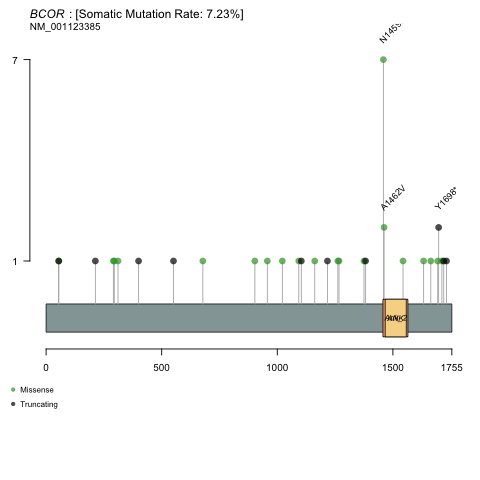 BCOR : [Somatic Mutation Rate: 7.23%]
NM_001123385
7
A1462V
Y1698*
1
0 500 1000 1500 1755
Missense
Truncating